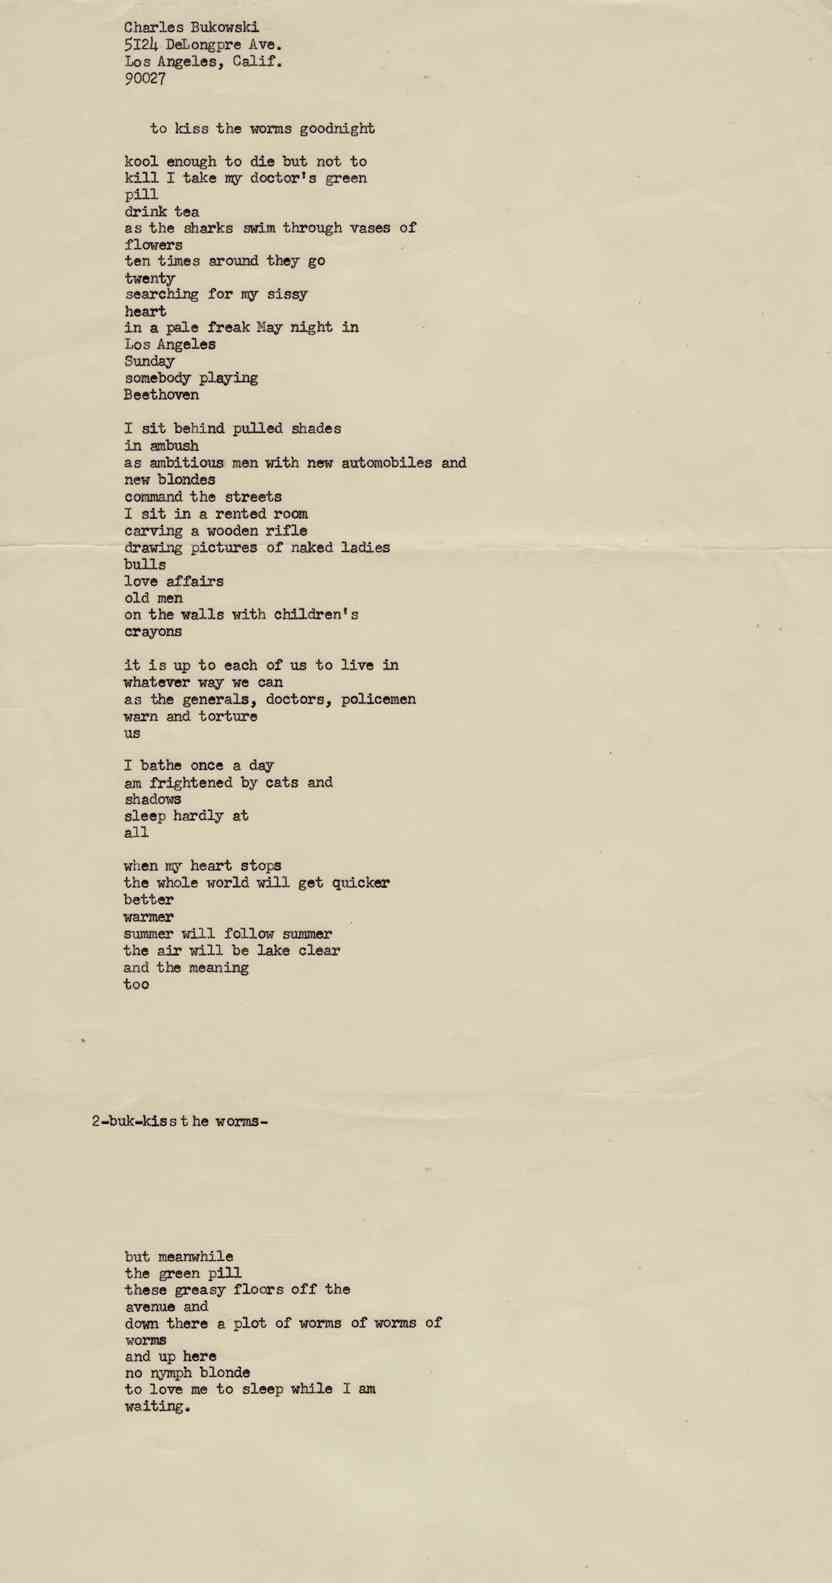 Charles Bukowski
5I24 DeLongpre Ave.
Los Angeles, Calif.
90027
to kiss the worms goodnight
kool enough to die but not to
kill I take my doctor's green
pill
drink tea
as the sharks swim through vases of
flowers
ten times around they go
twenty
searching for my sissy
heart
in a pale freak May night in
Los Angeles
Sunday
somebody playing
Beethoven
I sit behind pulled shades
in ambush
as ambitious men with new automobiles and
new blondes
command the streets
I sit in a rented room
carving a wooden rifle
drawing pictures of naked ladies
bulls
love affairs
old men
on the walls with children's
crayons
it is up to each of us to live in
whatever way we can
as the generals, doctors, policemen
warn and torture
us
I bathe once a day
am frightened by cats and
shadows
sleep hardly at
all
when my heart stops
the whole world will get quicker
better
warmer
summer will follow summer
the air will be lake clear
and the meaning
too
2-buk-kiss the worms-
but meanwhile
the green pill
these greasy floors off the
avenue and
down there a plot of worms of worms of
worms
and up here
no nymph blonde
to love me to sleep while I am
waiting.